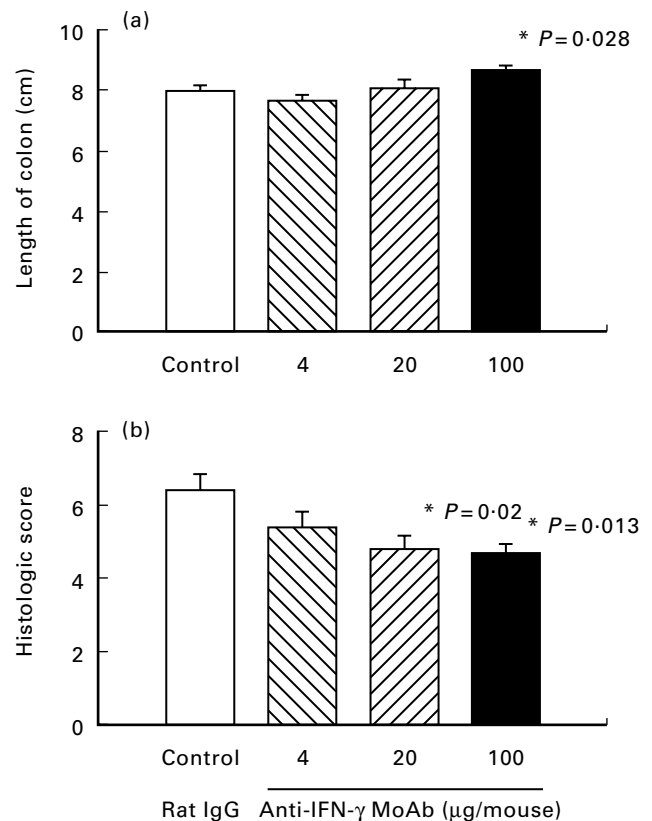 (a)
* P=0·028
Length of colon (cm)
10
8
6
4
2
0
Control 4 20 100
(b)
* P=0·02
* P=0·013
Histologic score
8
6
4
2
0
Control 4 20 100
Rat IgG Anti-IFN-γ MoAb (μg/mouse)